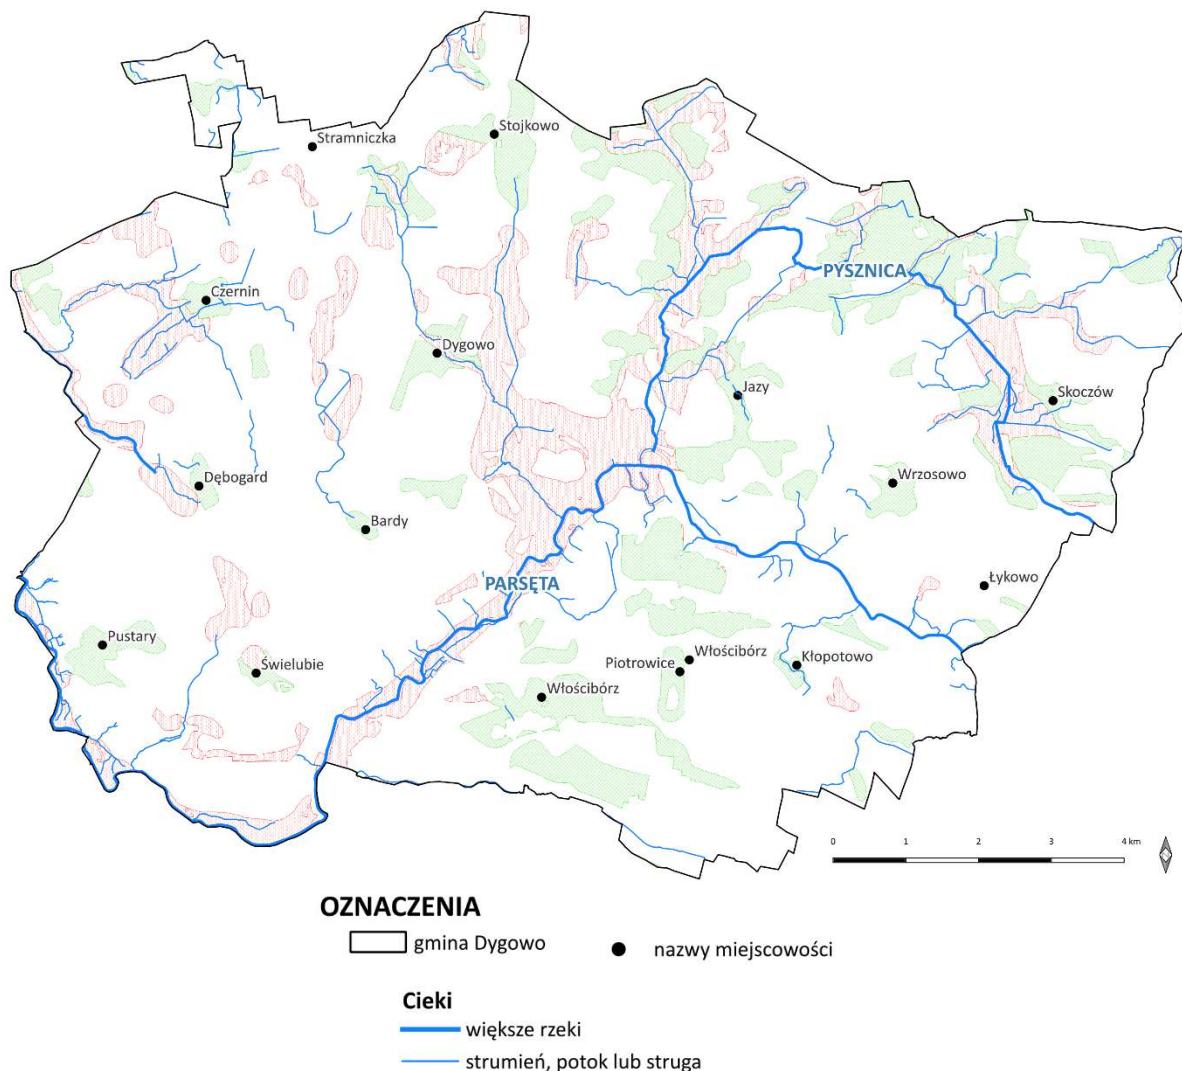 Stojkowo
Stramniczka
PYSZNICA
Czernin
Dygowo
Jazy
Skoczów
Dębogard
Wrzosowo
Bardy
PARSĘTA
Łykowo
Pustary
Świelubie
Włościbórz
Piotrowice
Kłopotowo
Włościbórz
0 1 2 3 4 km
OZNACZENIA
gmina Dygowo
nazwy miejscowości
Cieki
większe rzeki
strumień, potok lub struga